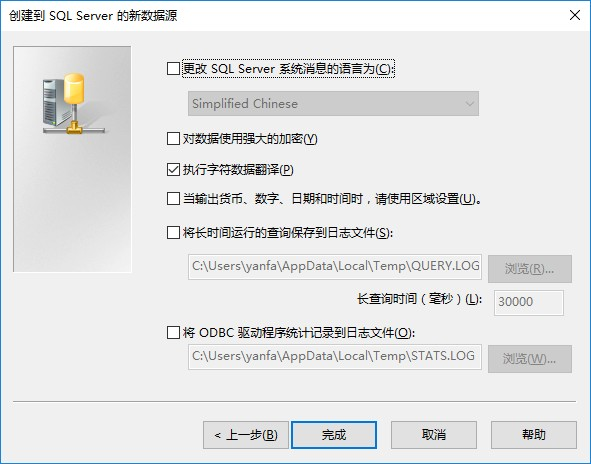 创建到 SQL Server 的新数据源
更改 SQL Server 系统消息的语言为(C):
Simplified Chinese
对数据使用强大的加密(Y)
执行字符数据翻译(P)
当输出货币、数字、日期和时间时，请使用区域设置(U)。
将长时间运行的查询保存到日志文件(S):
C:\Users\yanfa\AppData\Local\Temp\QUERY.LOG
浏览(R)...
长查询时间（毫秒）(L):
30000
将 ODBC 驱动程序统计记录到日志文件(O):
C:\Users\yanfa\AppData\Local\Temp\STATS.LOG
浏览(W)...
< 上一步(B)
完成
取消
帮助